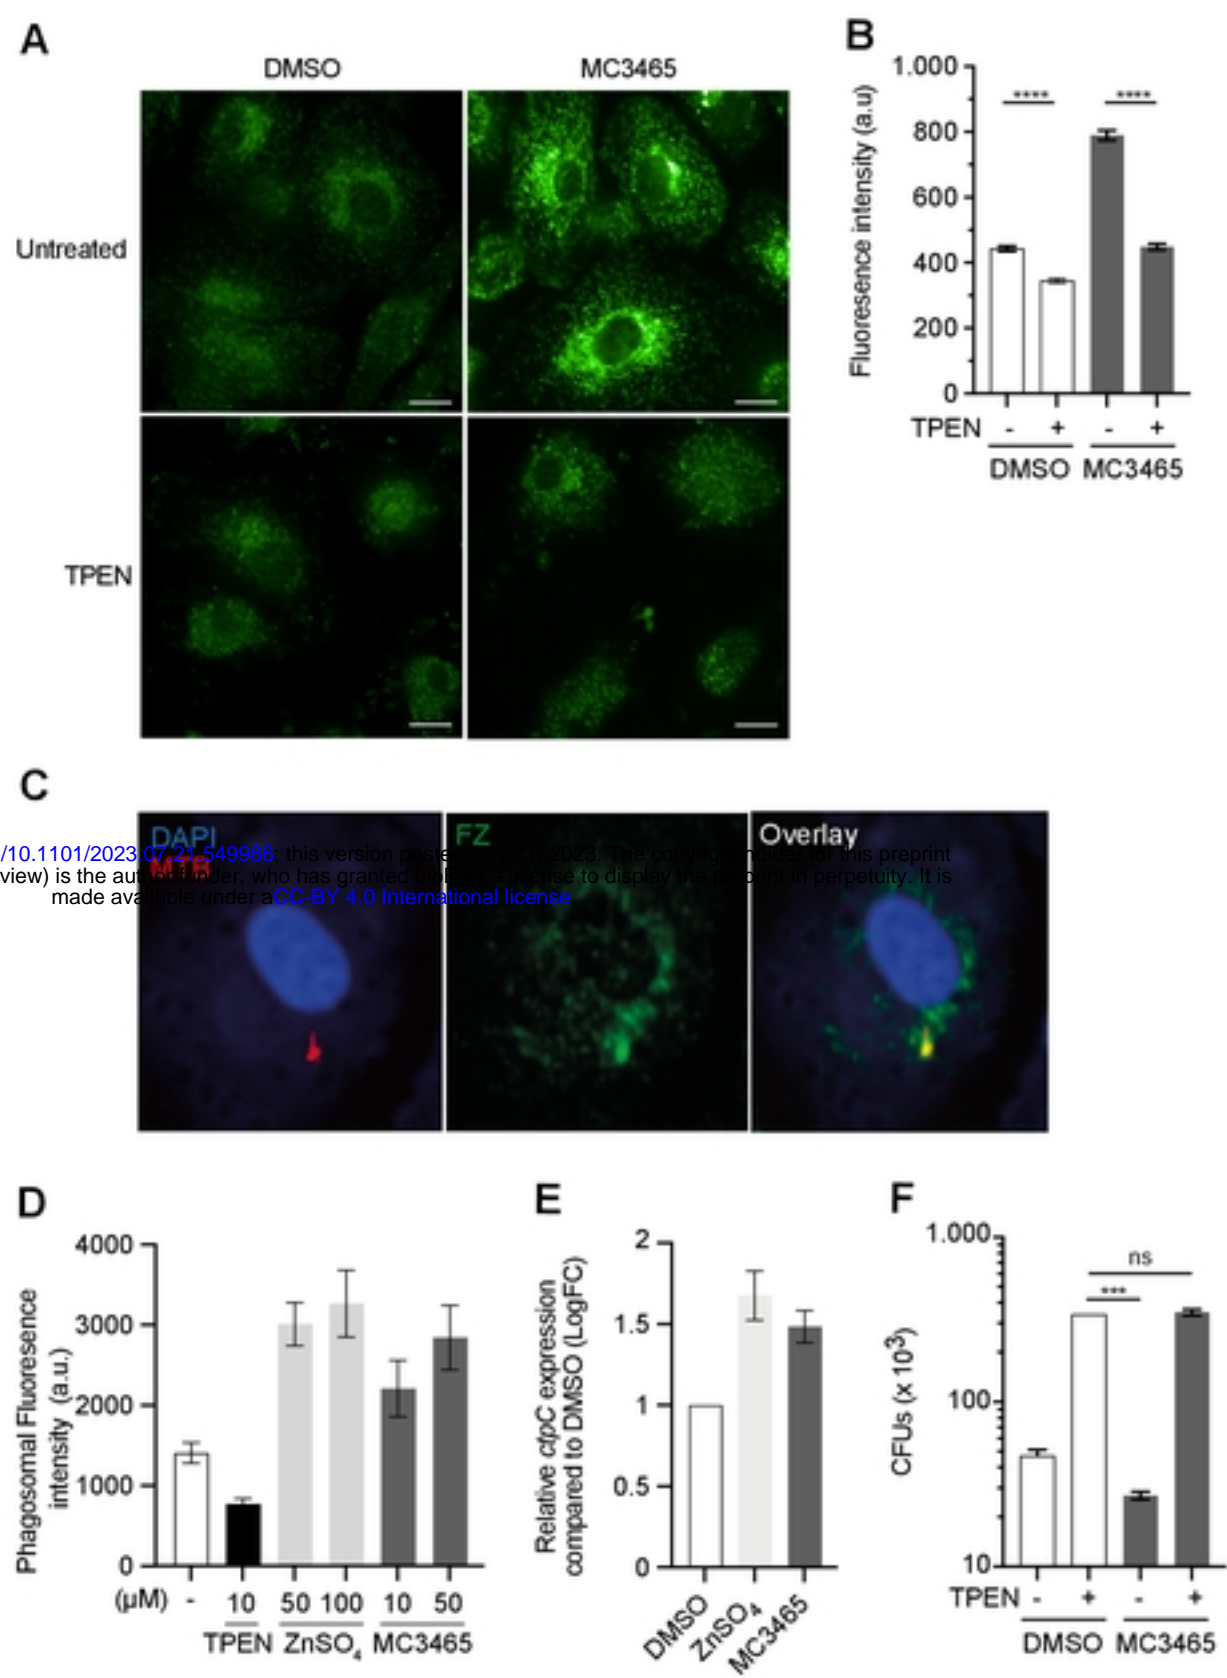 A
DMSO
MC3465
Untreated
TPEN
B
Fluoresence intensity (a.u)
1.000
800
600
400
200
0
****
****
TPEN
-
+
-
+
DMSO
MC3465
C
DAPI
MTB
FZ
Overlay
/10.1101/2023.07.21.549986; this version posted July 21, 2023. The copyright holder for this preprint
view) is the author/funder, who has granted bioRxiv a license to display the preprint in perpetuity. It is
made available under aCC-BY 4.0 International license
D
Phagosomal Fluoresence
intensity (a.u.)
4000
3000
2000
1000
0
(µM)
-
10
50
100
10
50
TPEN
ZnSO4
MC3465
E
Relative ctpC expression
compared to DMSO (LogFC)
2
1.5
1
0.5
0
DMSO
ZnSO4
MC3465
F
CFUs (x 103)
1.000
100
10
ns
***
TPEN
-
+
-
+
DMSO
MC3465